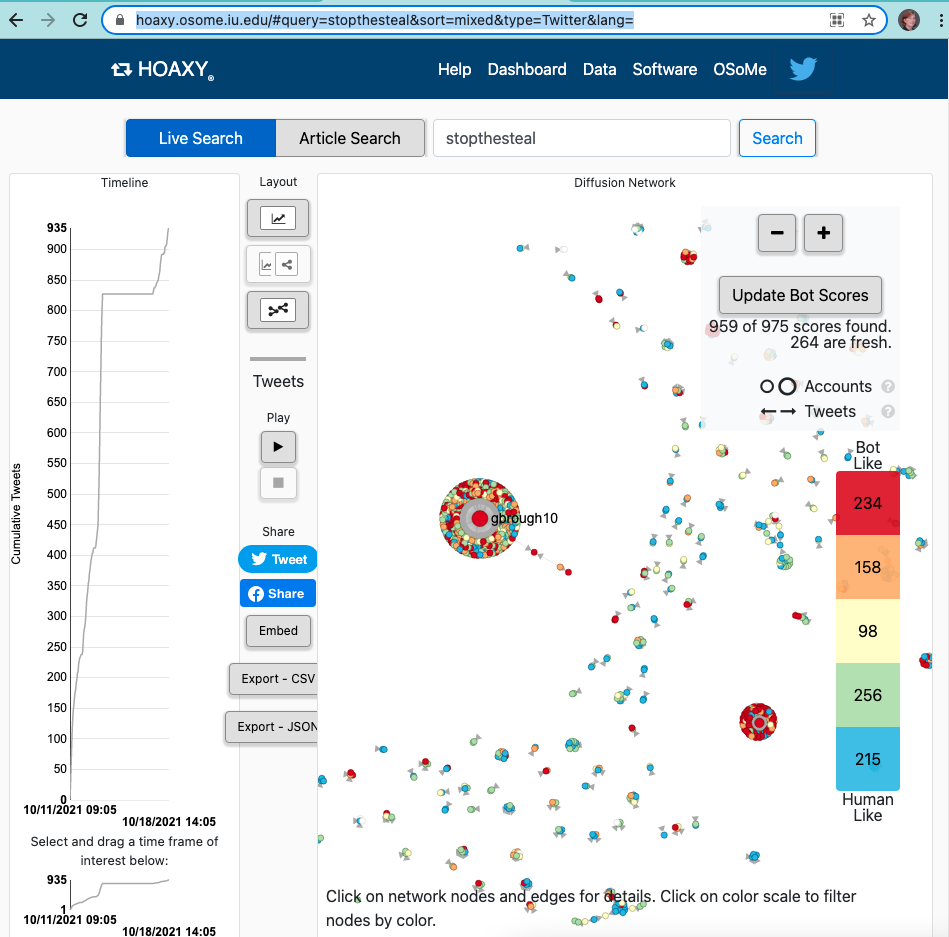 hoaxy.osome.iu.edu/#query=stopthesteal&sort=mixed&type=Twitter&lang=
HOAXY®
Help Dashboard Data Software OSoMe
Live Search Article Search stopthesteal Search
Timeline
935
900
850
800
750
700
650
600
550
500
450
400
350
300
250
200
150
100
50
0
Cumulative Tweets
10/11/2021 09:05
10/18/2021 14:05
Select and drag a time frame of
interest below:
935
1
10/11/2021 09:05
10/18/2021 14:05
Layout
Tweets
Play
Share
Tweet
Share
Embed
Export - CSV
Export - JSON
Diffusion Network
− +
Update Bot Scores
959 of 975 scores found.
264 are fresh.
Accounts ?
Tweets ?
Bot
Like
234
158
98
256
215
Human
Like
gbrough10
Click on network nodes and edges for details. Click on color scale to filter
nodes by color.